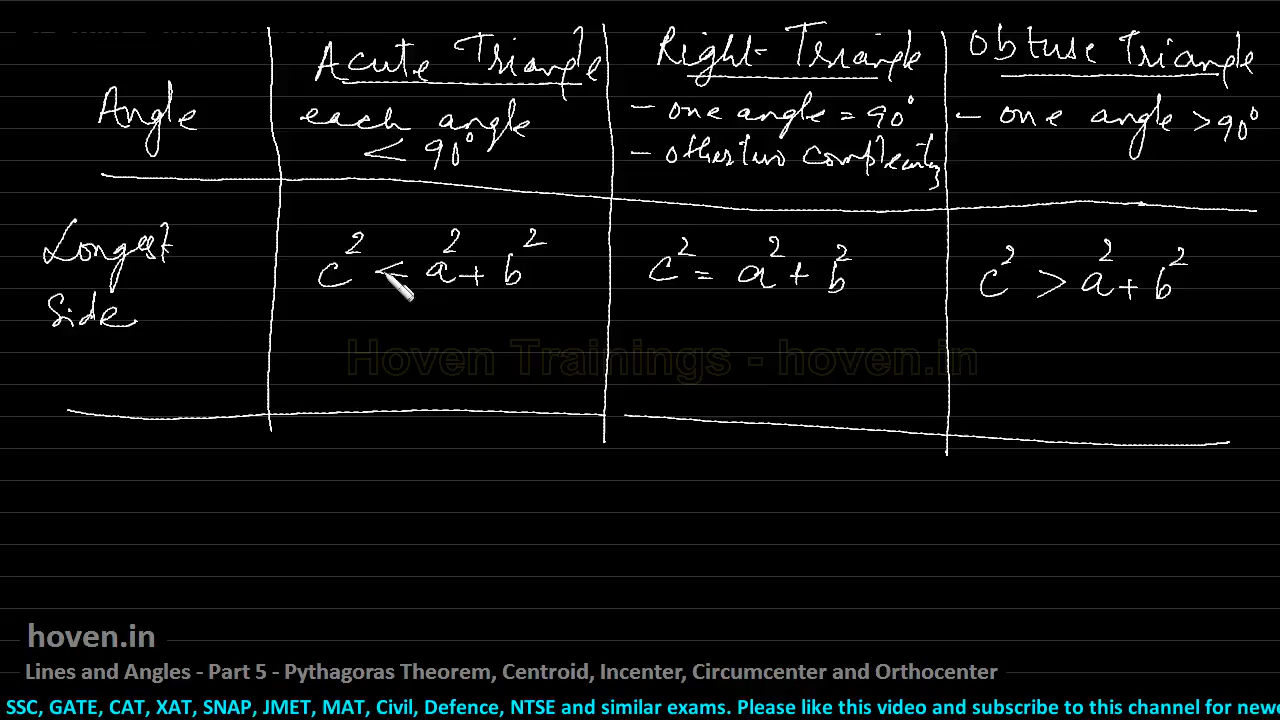 Acute Triangle
Right Triangle
Obtuse Triangle
Angle
each angle
< 90°
- one angle = 90°
- other two
- one angle > 90°
Longest
Side
c² < a² + b²
c² = a² + b²
c² > a² + b²
Hoven Trainings - hoven.in
hoven.in
Lines and Angles - Part 5 - Pythagoras Theorem, Centroid, Incenter, Circumcenter and Orthocenter
SSC, GATE, CAT, XAT, SNAP, JMET, MAT, Civil, Defence, NTSE and similar exams. Please like this video and subscribe to this channel for newe